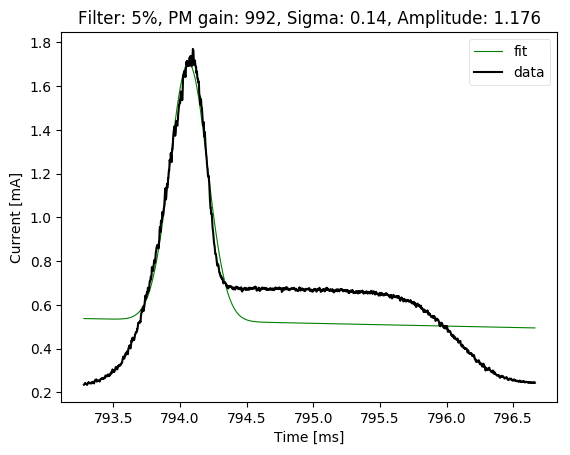 Filter: 5%, PM gain: 992, Sigma: 0.14, Amplitude: 1.176
fit
data
1.8
1.6
1.4
1.2
1.0
0.8
0.6
0.4
0.2
Current [mA]
793.5 794.0 794.5 795.0 795.5 796.0 796.5
Time [ms]